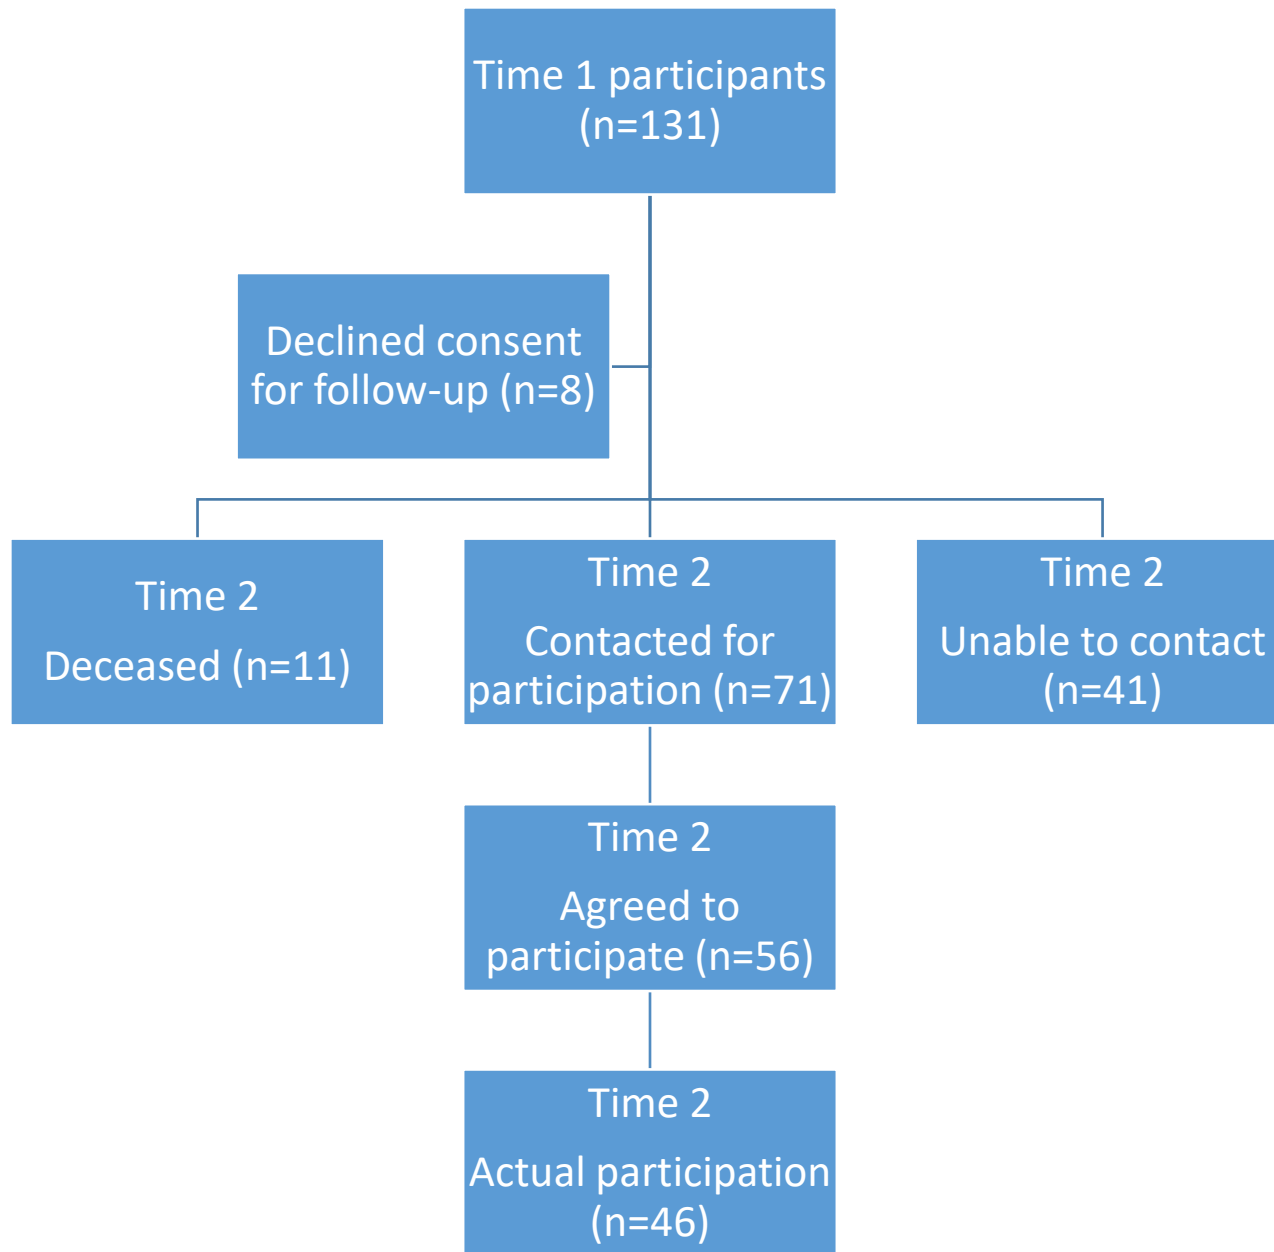 Time 1 participants
(n=131)
Declined consent
for follow-up (n=8)
Time 2
Deceased (n=11)
Time 2
Contacted for
participation (n=71)
Time 2
Unable to contact
(n=41)
Time 2
Agreed to
participate (n=56)
Time 2
Actual participation
(n=46)